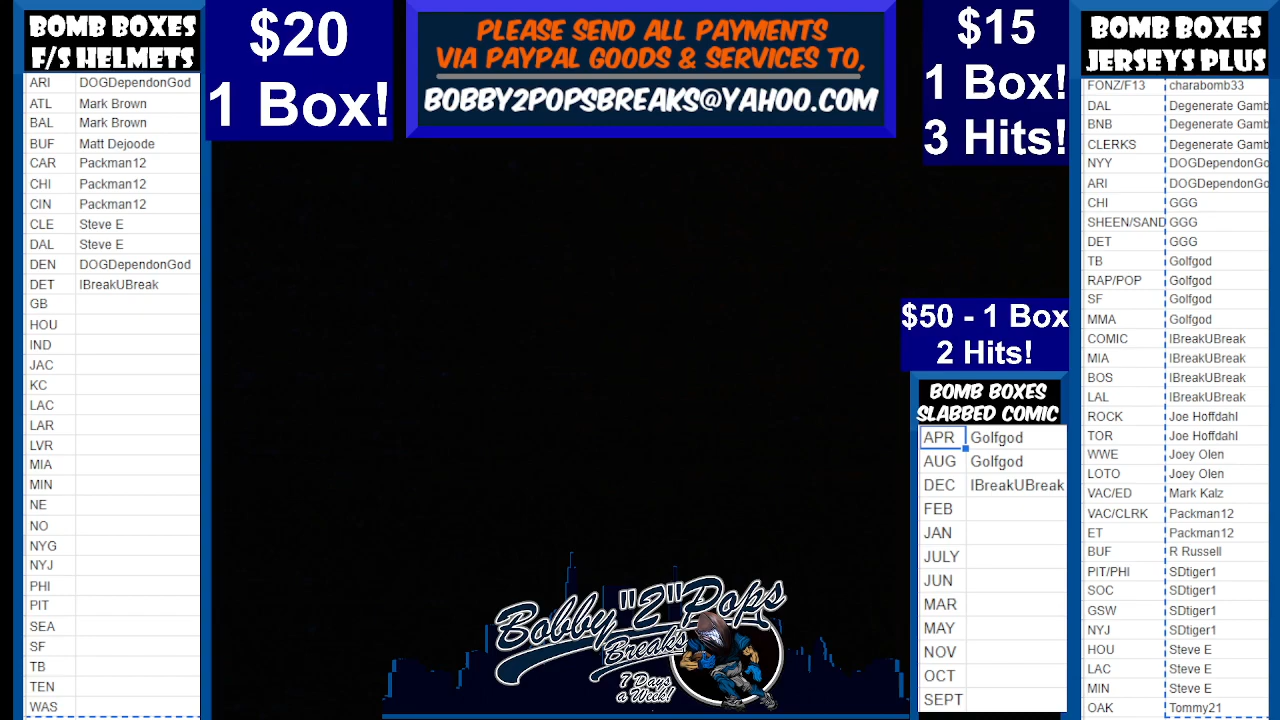 BOMB BOXES
F/S HELMETS
ARI DOGDependonGod
ATL Mark Brown
BAL Mark Brown
BUF Matt Dejoode
CAR Packman12
CHI Packman12
CIN Packman12
CLE Steve E
DAL Steve E
DEN DOGDependonGod
DET IBreakUBreak
GB
HOU
IND
JAC
KC
LAC
LAR
LVR
MIA
MIN
NE
NO
NYG
NYJ
PHI
PIT
SEA
SF
TB
TEN
WAS
$20
1 Box!
PLEASE SEND ALL PAYMENTS
VIA PAYPAL GOODS & SERVICES TO,
BOBBY2POPSBREAKS@YAHOO.COM
Bobby "2" Pops
Breaks
7 Days
a Week!
$15
1 Box!
3 Hits!
$50 - 1 Box
2 Hits!
BOMB BOXES
SLABBED COMIC
APR Golfgod
AUG Golfgod
DEC IBreakUBreak
FEB
JAN
JULY
JUN
MAR
MAY
NOV
OCT
SEPT
BOMB BOXES
JERSEYS PLUS
FONZ/F13 charabomb33
DAL Degenerate Gamb
BNB Degenerate Gamb
CLERKS Degenerate Gamb
NYY DOGDependonGo
ARI DOGDependonGo
CHI GGG
SHEEN/SAND GGG
DET GGG
TB Golfgod
RAP/POP Golfgod
SF Golfgod
MMA Golfgod
COMIC IBreakUBreak
MIA IBreakUBreak
BOS IBreakUBreak
LAL IBreakUBreak
ROCK Joe Hoffdahl
TOR Joe Hoffdahl
WWE Joey Olen
LOTO Joey Olen
VAC/ED Mark Kalz
VAC/CLRK Packman12
ET Packman12
BUF R Russell
PIT/PHI SDtiger1
SOC SDtiger1
GSW SDtiger1
NYJ SDtiger1
HOU Steve E
LAC Steve E
MIN Steve E
OAK Tommy21